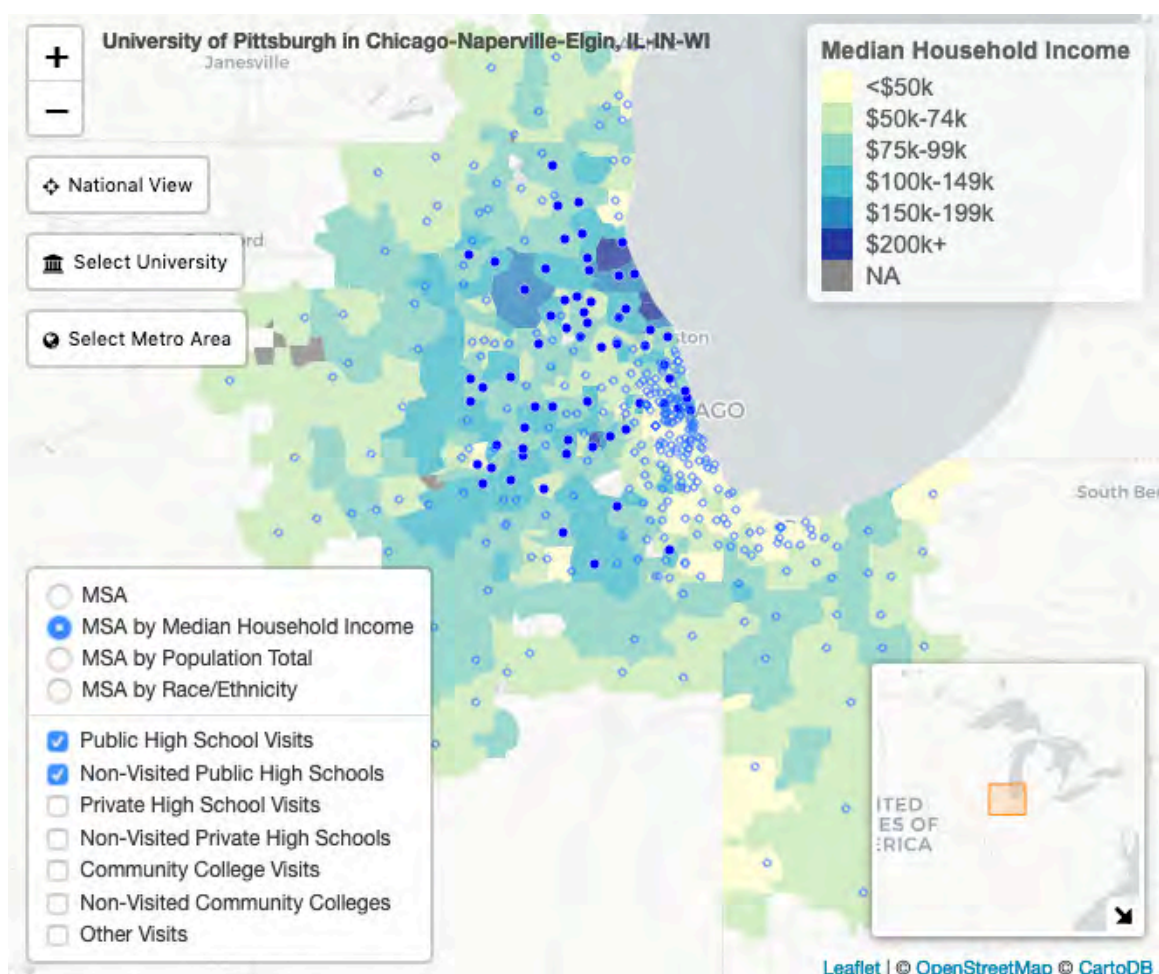 +
University of Pittsburgh in Chicago-Naperville-Elgin, IL-IN-WI
Janesville
−
Median Household Income
<$50k
$50k-74k
$75k-99k
$100k-149k
$150k-199k
$200k+
NA
National View
Select University
ord
Select Metro Area
ston
AGO
South Be
MSA
MSA by Median Household Income
MSA by Population Total
MSA by Race/Ethnicity
Public High School Visits
Non-Visited Public High Schools
Private High School Visits
Non-Visited Private High Schools
Community College Visits
Non-Visited Community Colleges
Other Visits
ITED
ES OF
ERICA
Leaflet | © OpenStreetMap © CartoDB